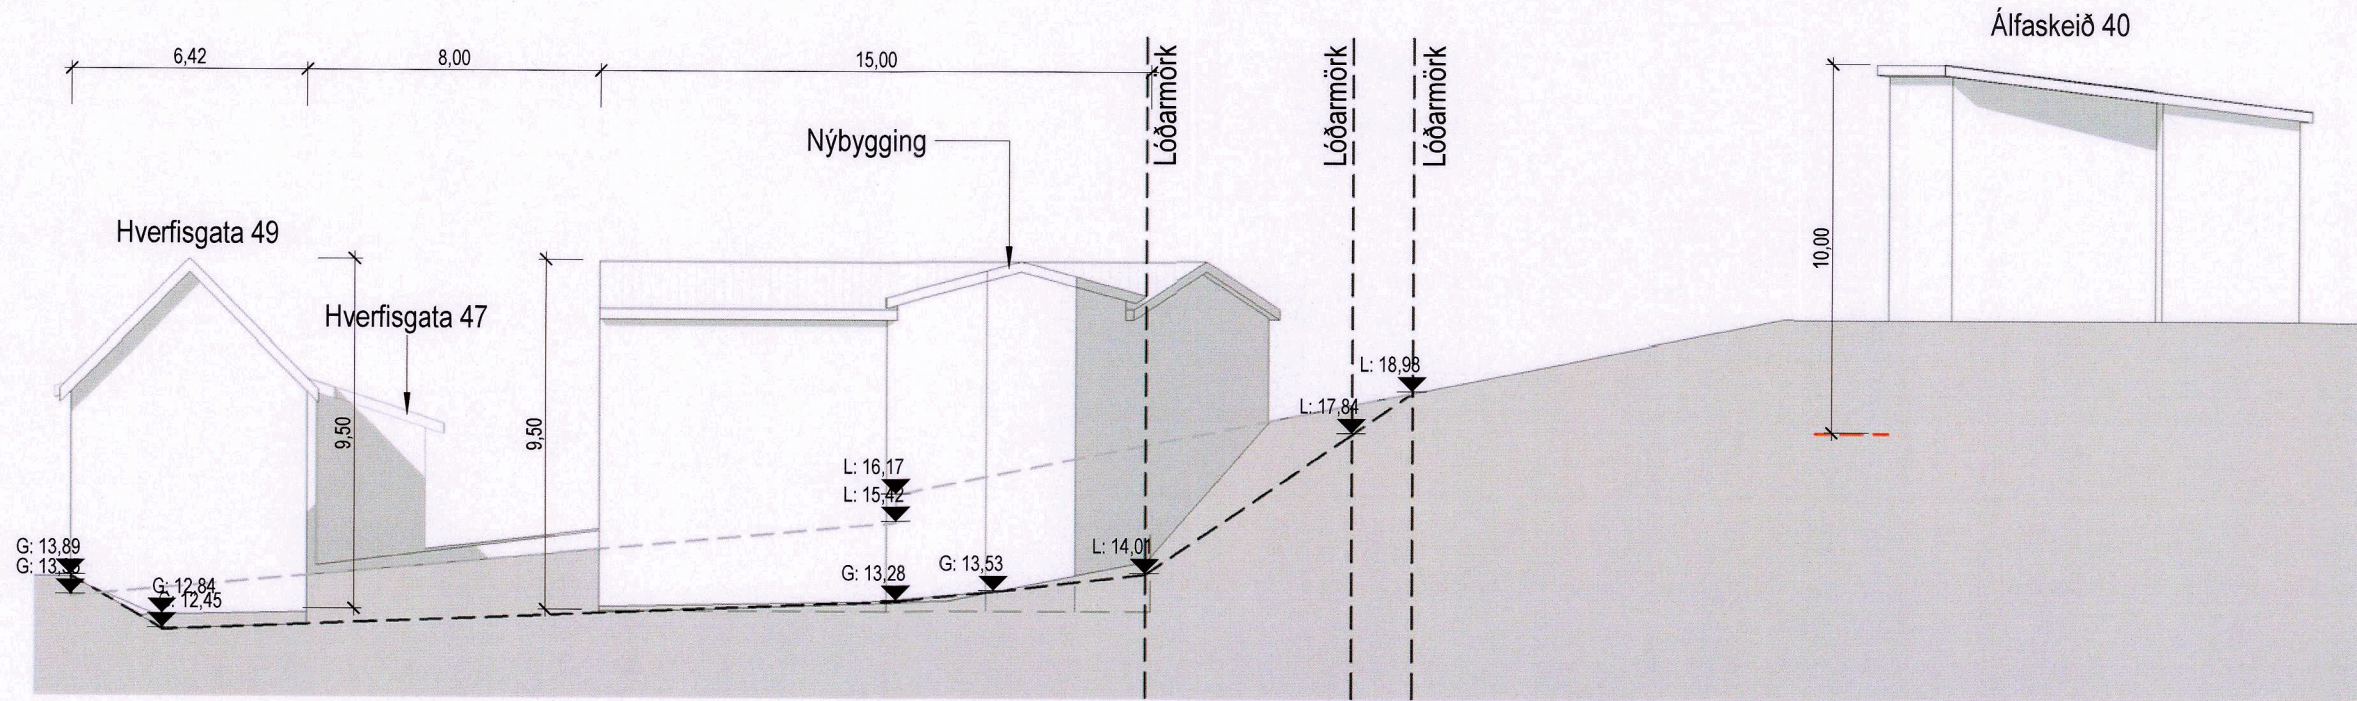 Álfaskeið 40
6,42
8,00
15,00
Lóðarmörk
Lóðarmörk
Lóðarmörk
Nýbygging
Hverfisgata 49
Hverfisgata 47
9,50
9,50
10,00
L: 18,98
L: 17,84
L: 16,17
L: 15,42
L: 14,01
G: 13,89
G:
G: 12,84
12,45
G: 13,28
G: 13,53